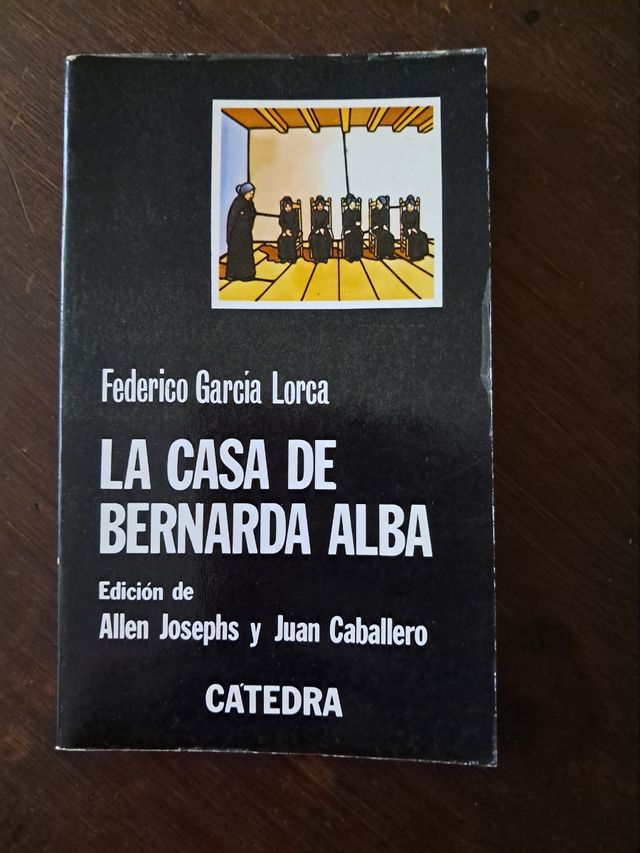 Federico García Lorca
LA CASA DE
BERNARDA ALBA
Edición de
Allen Josephs y Juan Caballero
CÁTEDRA